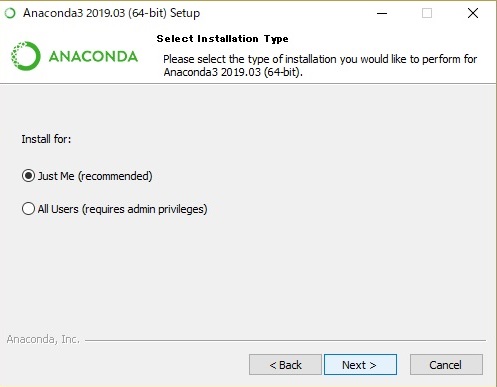 Anaconda3 2019.03 (64-bit) Setup
ANACONDA
Select Installation Type
Please select the type of installation you would like to perform for
Anaconda3 2019.03 (64-bit).
Install for:
Just Me (recommended)
All Users (requires admin privileges)
Anaconda, Inc.
< Back
Next >
Cancel